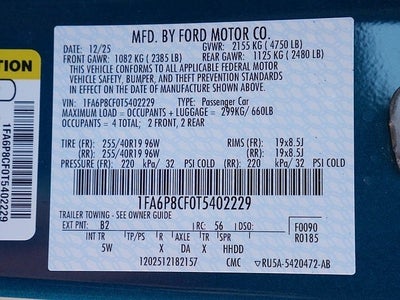 MFD. BY FORD MOTOR CO.
DATE: 12/25 GVWR: 2155 KG ( 4750 LB)
FRONT GAWR: 1082 KG ( 2385 LB) REAR GAWR: 1125 KG ( 2480 LB)
THIS VEHICLE CONFORMS TO ALL APPLICABLE FEDERAL MOTOR
VEHICLE SAFETY, BUMPER, AND THEFT PREVENTION STANDARDS
IN EFFECT ON THE DATE OF MANUFACTURE SHOWN ABOVE.
VIN: 1FA6P8CF0T5402229 TYPE: Passenger Car
MAXIMUM LOAD = OCCUPANTS + LUGGAGE = 299KG/ 660LB
OCCUPANTS = 4 TOTAL: 2 FRONT, 2 REAR
TIRE (FR): 255/40R19 96W RIMS (FR): 19x8.5J
TIRE (RR): 255/40R19 96W RIMS (RR): 19x8.5J
PRESSURE (FR): 220 kPa/ 32 PSI COLD (RR): 220 kPa/ 32 PSI COLD
1FA6P8CF0T5402229
TRAILER TOWING - SEE OWNER GUIDE
EXT PNT: B2 RC: 56 DSO: F0090
R0185
INT TR TP/PS R AXLE TR SPR
5W X DA X HHDD
1202512182157 CMC RU5A-5420472-AB
1FA6P8CF0T5402229